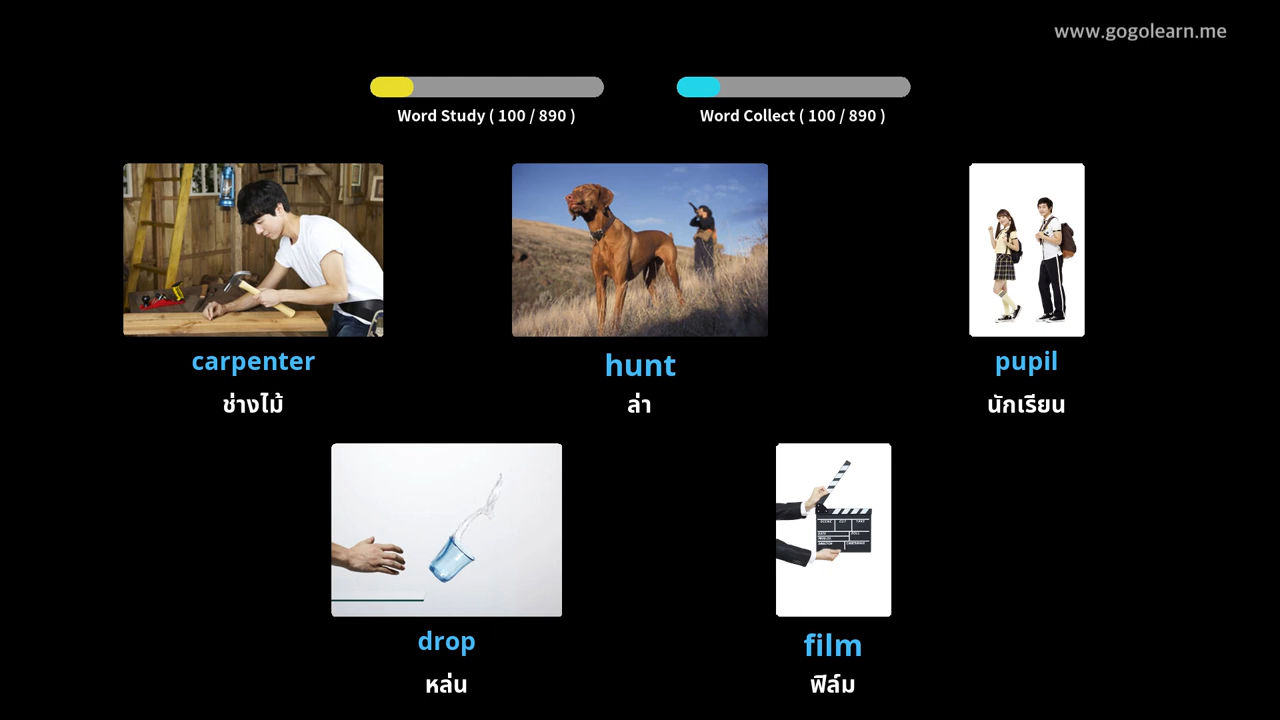 www.gogolearn.me
Word Study ( 100 / 890 )
Word Collect ( 100 / 890 )
carpenter
ช่างไม้
hunt
ล่า
pupil
นักเรียน
drop
หล่น
film
ฟิล์ม